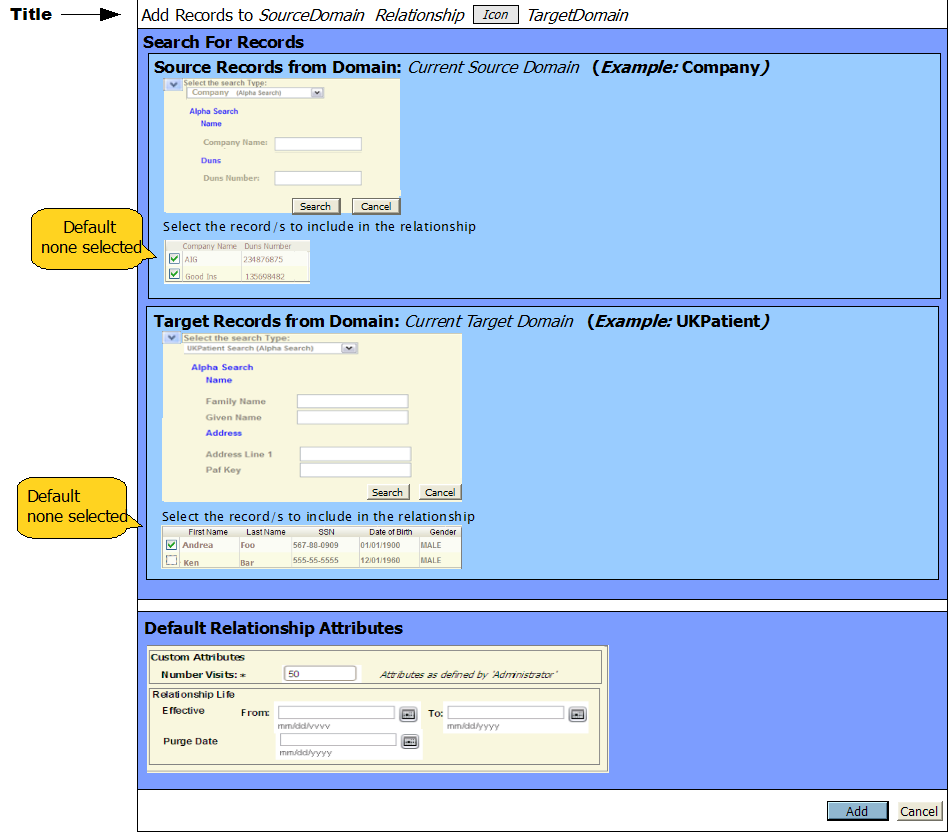 Title
Add Records to SourceDomain Relationship Icon TargetDomain
Search For Records
Source Records from Domain: Current Source Domain (Example: Company)
Select the search Type:
Company (Alpha Search)
Alpha Search
Name
Company Name:
Duns
Duns Number:
Search Cancel
Select the record/s to include in the relationship
Default
none selected
Company Name Duns Number
AIG 234876875
Good Ins 135698482
Target Records from Domain: Current Target Domain (Example: UKPatient)
Select the search Type:
UKPatient Search (Alpha Search)
Alpha Search
Name
Family Name
Given Name
Address
Address Line 1
Paf Key
Search Cancel
Default
none selected
Select the record/s to include in the relationship
First Name Last Name SSN Date of Birth Gender
Andrea Foo 567-80-0909 01/01/1900 MALE
Ken Bar 555-55-5555 12/01/1960 MALE
Default Relationship Attributes
Custom Attributes
Number Visits: * 50 Attributes as defined by 'Administrator'
Relationship Life
Effective From: To:
mm/dd/yyyy mm/dd/yyyy
Purge Date
mm/dd/yyyy
Add Cancel